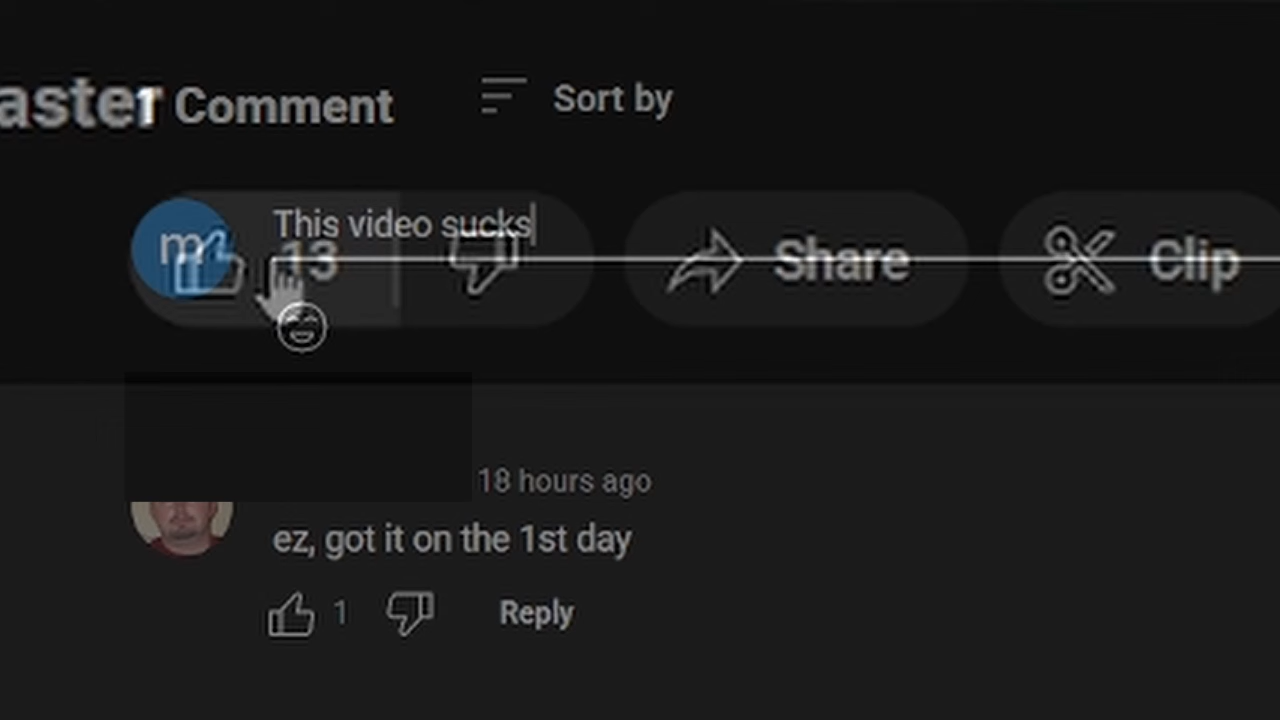 aster
1 Comment
Sort by
This video sucks
m
13
Share
Clip
18 hours ago
ez, got it on the 1st day
1
Reply